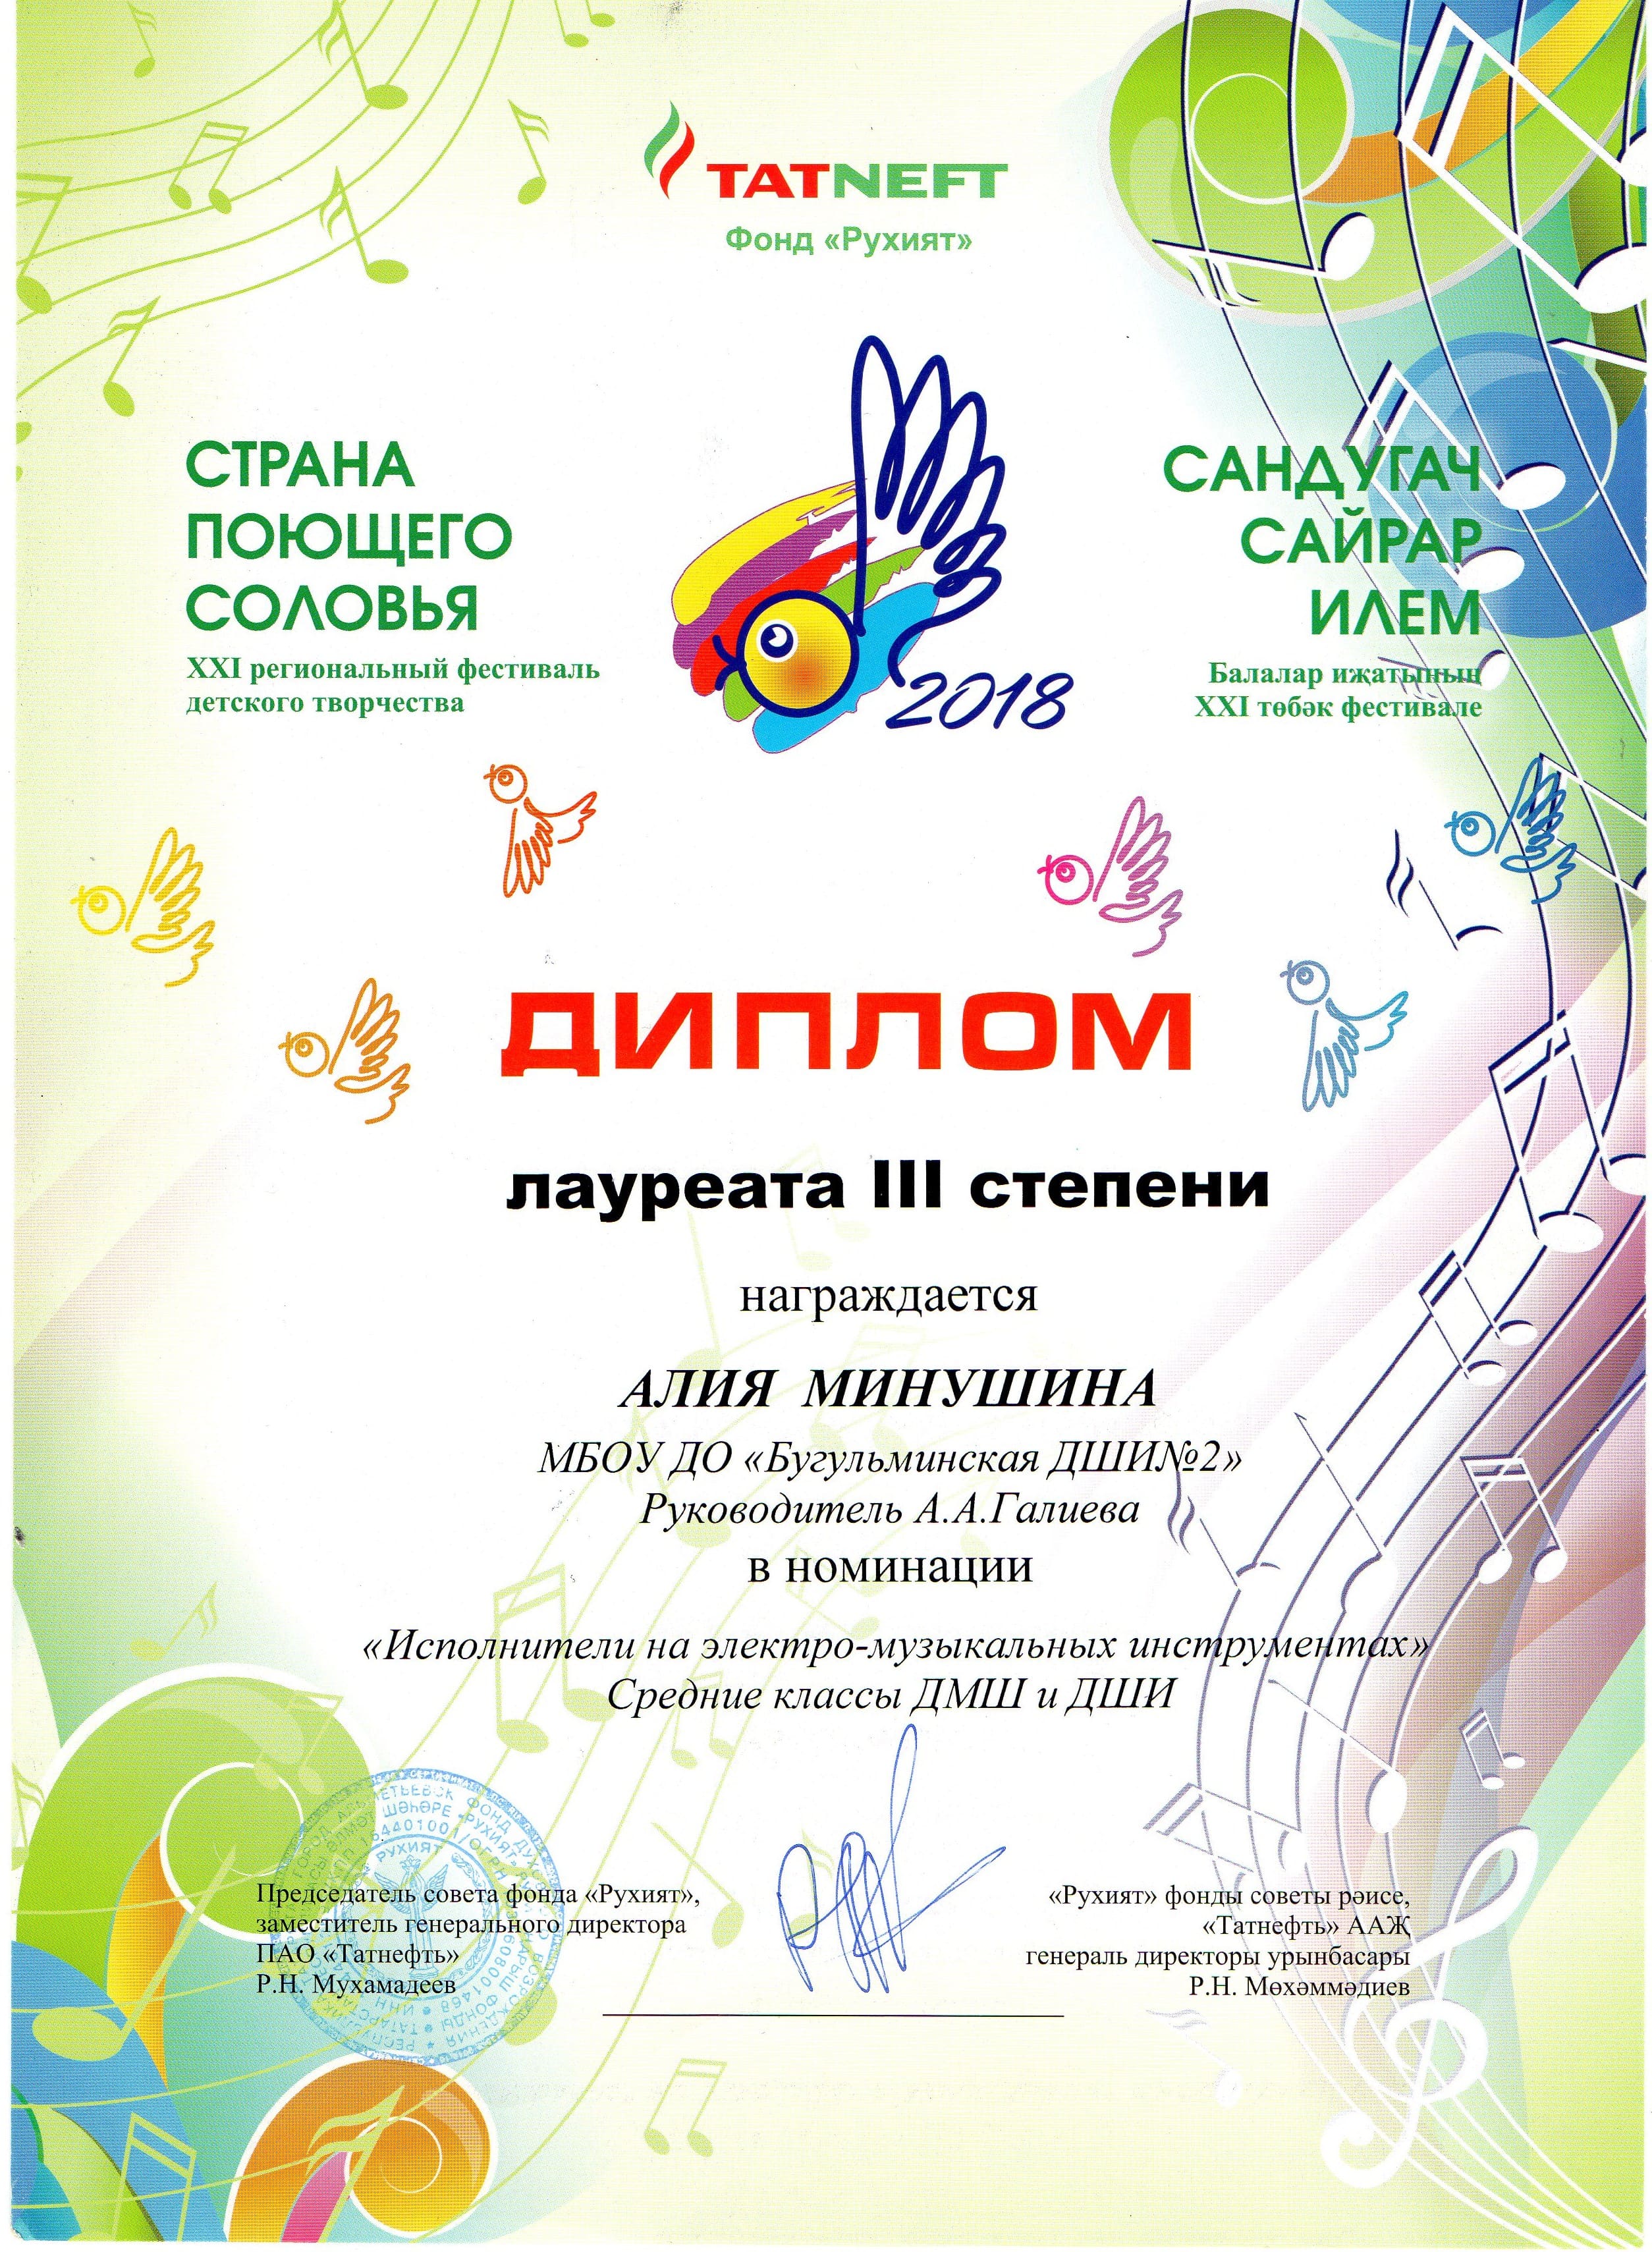 TATNEFT
Фонд «Рухият»
СТРАНА
ПОЮЩЕГО
СОЛОВЬЯ
XXI региональный фестиваль
детского творчества
2018
САНДУГАЧ
САЙРАР
ИЛЕМ
Балалар иҗатының
XXI төбәк фестивале
ДИПЛОМ
лауреата III степени
награждается
АЛИЯ МИНУШИНА
МБОУ ДО «Бугульминская ДШИ№2»
Руководитель А.А.Галиева
в номинации
«Исполнители на электро-музыкальных инструментах»
Средние классы ДМШ и ДШИ
Председатель совета фонда «Рухият»,
заместитель генерального директора
ПАО «Татнефть»
Р.Н. Мухамадеев
«Рухият» фонды советы рәисе,
«Татнефть» ААҖ
генераль директоры урынбасары
Р.Н. Мөхәммәдиев
РУХИЯТ